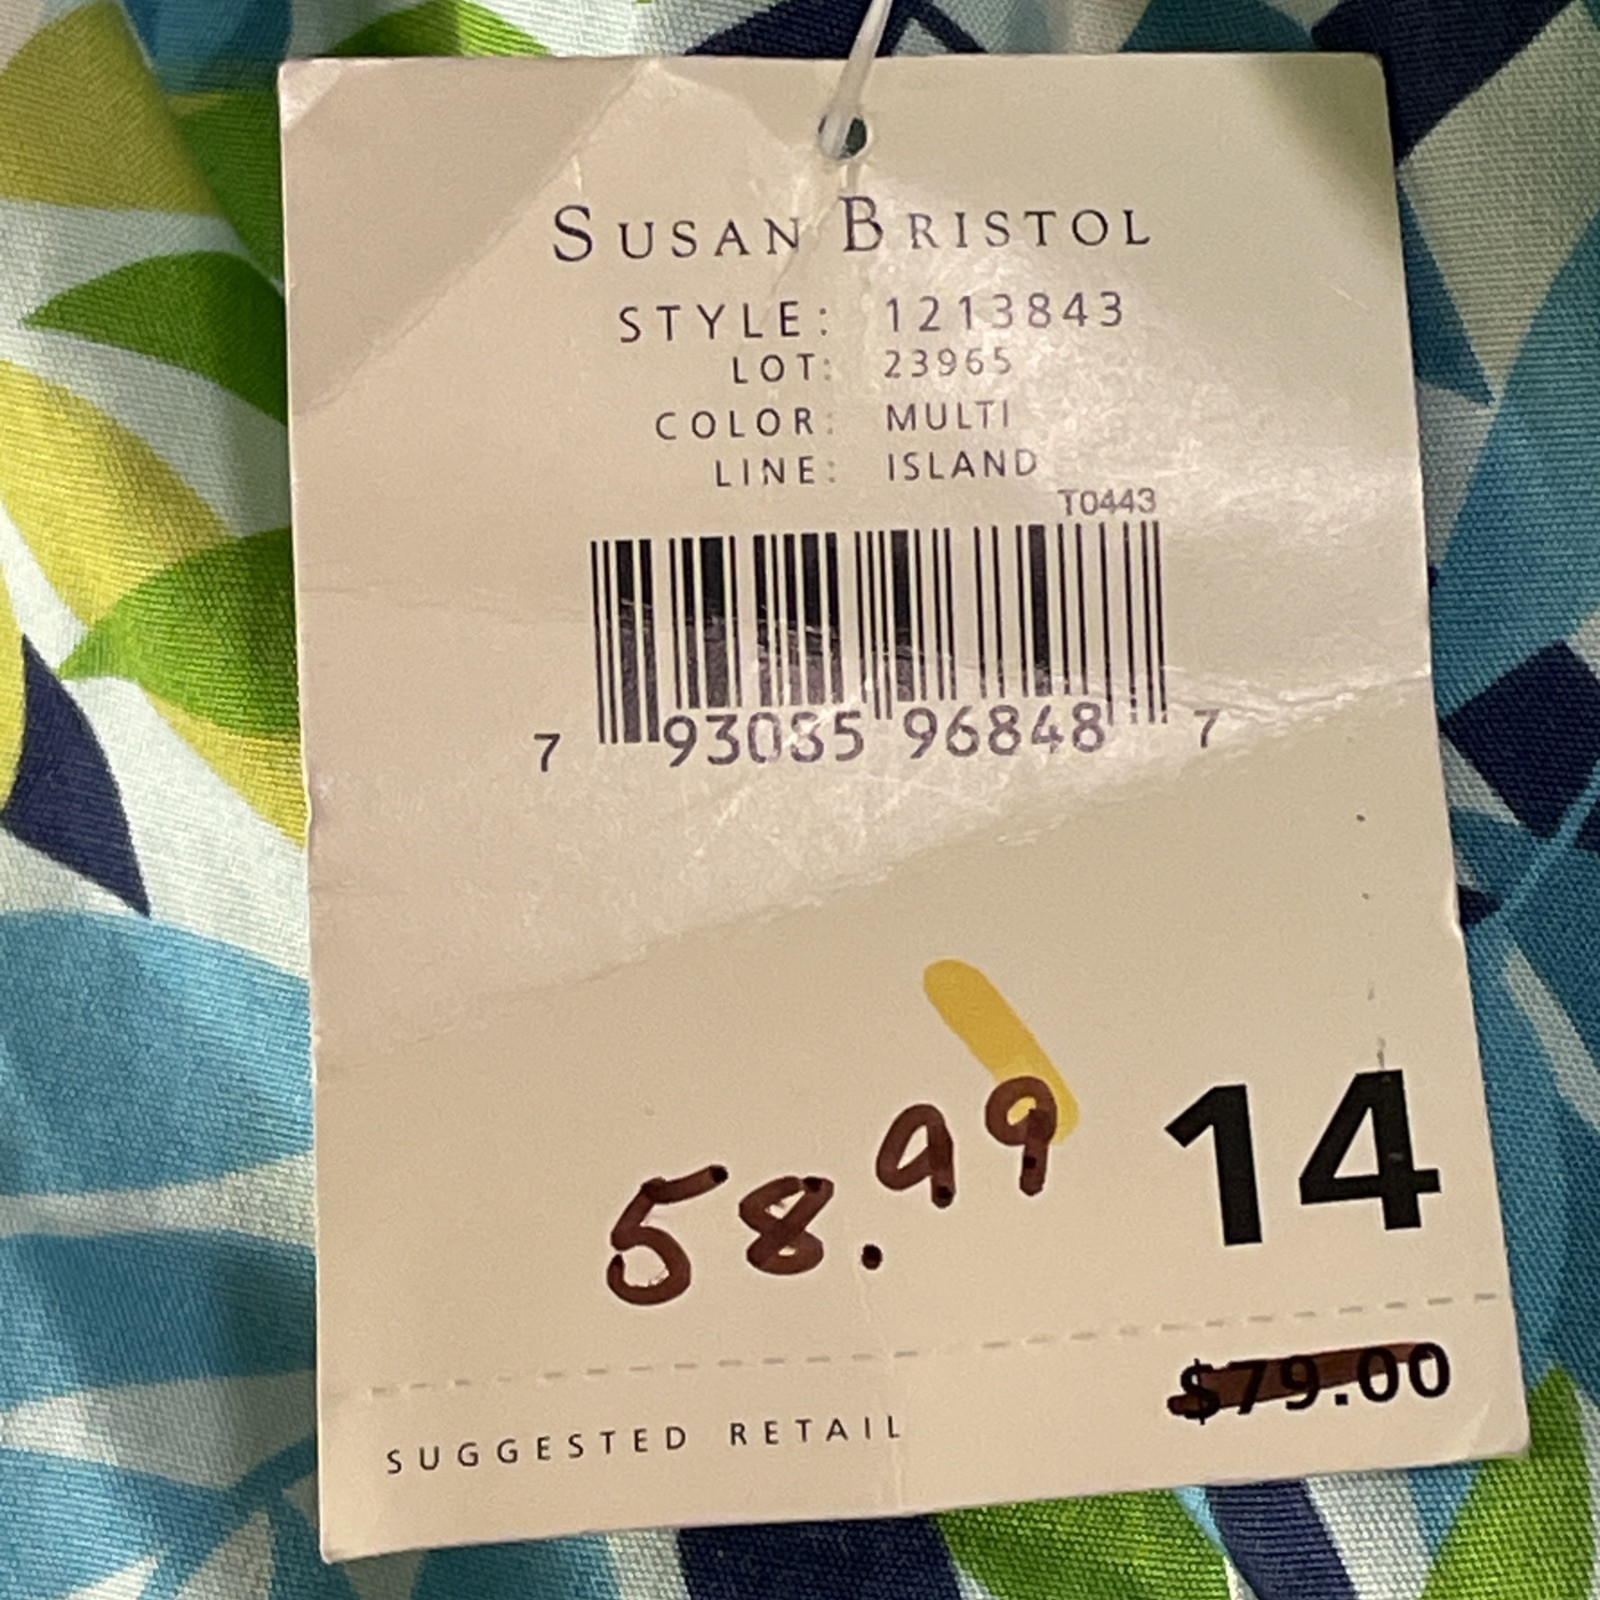 SUSAN BRISTOL
STYLE: 1213843
LOT: 23965
COLOR: MULTI
LINE: ISLAND
T0443
7 93085 96848 7
58.99
14
$79.00
SUGGESTED RETAIL